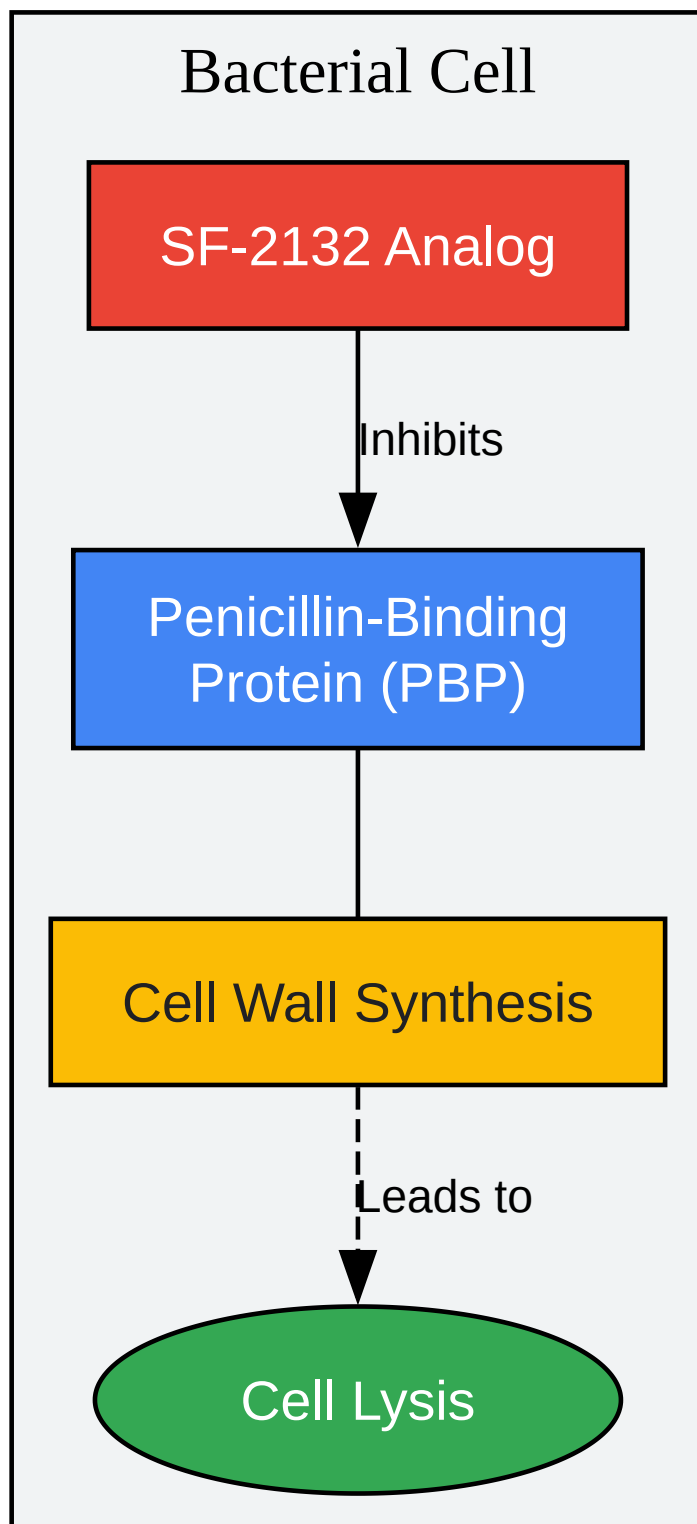 Bacterial Cell
SF-2132 Analog
Inhibits
Penicillin-Binding
Protein (PBP)
Cell Wall Synthesis
Leads to
Cell Lysis